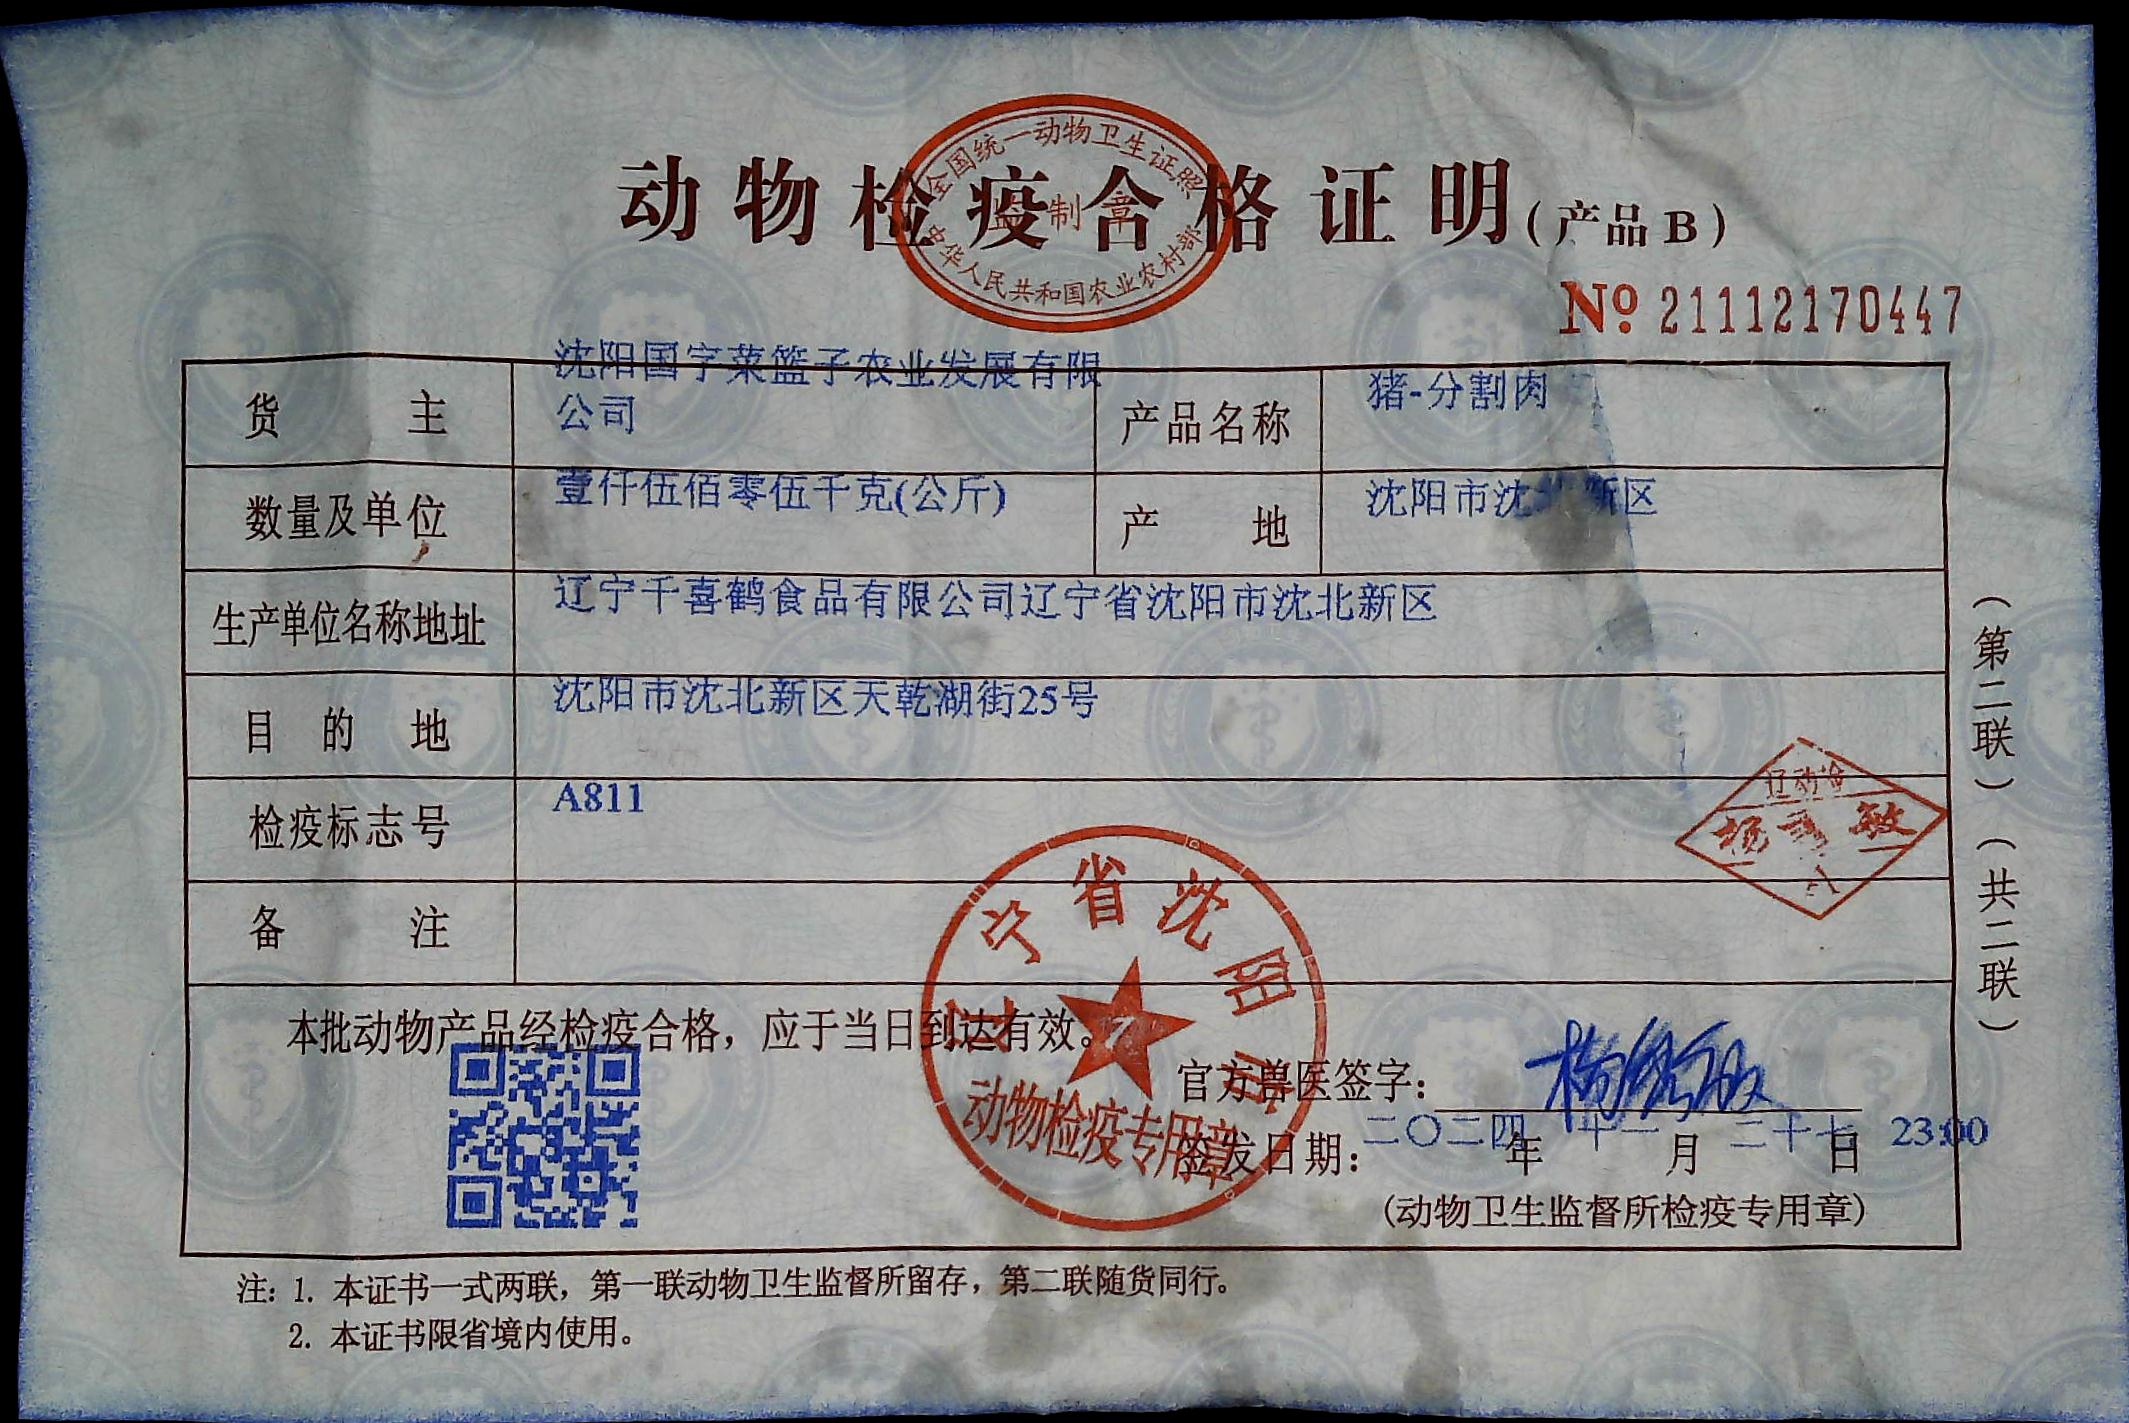 动物检疫合格证明(产品B)
全国统一动物卫生证照
监制章
中华人民共和国农业农村部
№ 21112170447
货主 沈阳国字菜篮子农业发展有限公司 产品名称 猪-分割肉
数量及单位 壹仟伍佰零伍千克(公斤) 产地 沈阳市沈北新区
生产单位名称地址 辽宁千喜鹤食品有限公司辽宁省沈阳市沈北新区
目的地 沈阳市沈北新区天乾湖街25号
检疫标志号 A811
备注
辽动检
本批动物产品经检疫合格，应于当日到达有效。
宁省沈阳
动物检疫专用章
官方兽医签字：
签发日期：二〇二四年 十一月 二十七日 23:00
(动物卫生监督所检疫专用章)
(第二联)(共二联)
注：1. 本证书一式两联，第一联动物卫生监督所留存，第二联随货同行。
2. 本证书限省境内使用。